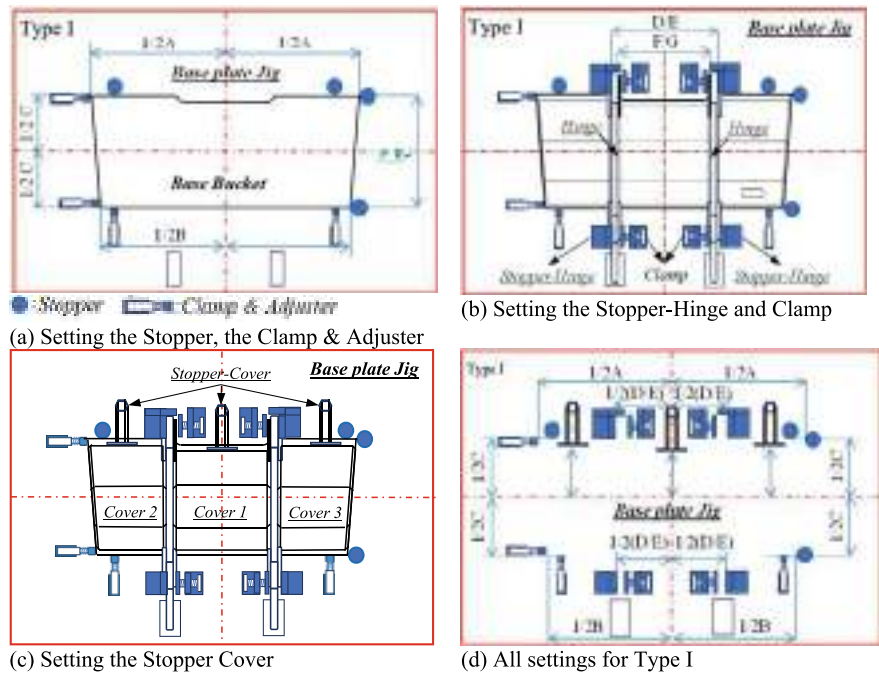 Type I
1/2A 1/2A
Base plate Jig
1/2 C
1/2 C
Base Bucket
1/2B
Stopper Clamp & Adjuster
(a) Setting the Stopper, the Clamp & Adjuster
D/E
Type I
F/G
Base plate Jig
Hinge Hinge
Stopper-Hinge Clamp Stopper-Hinge
(b) Setting the Stopper-Hinge and Clamp
Base plate Jig
Stopper-Cover
Cover 2 Cover 1 Cover 3
(c) Setting the Stopper Cover
Type I
1/2A 1/2A
1/2(D/E) 1/2(D/E)
1/2C 1/2C
Base plate Jig
1/2C 1/2C
1/2(D/E) 1/2(D/E)
1/2B 1/2B
(d) All settings for Type I